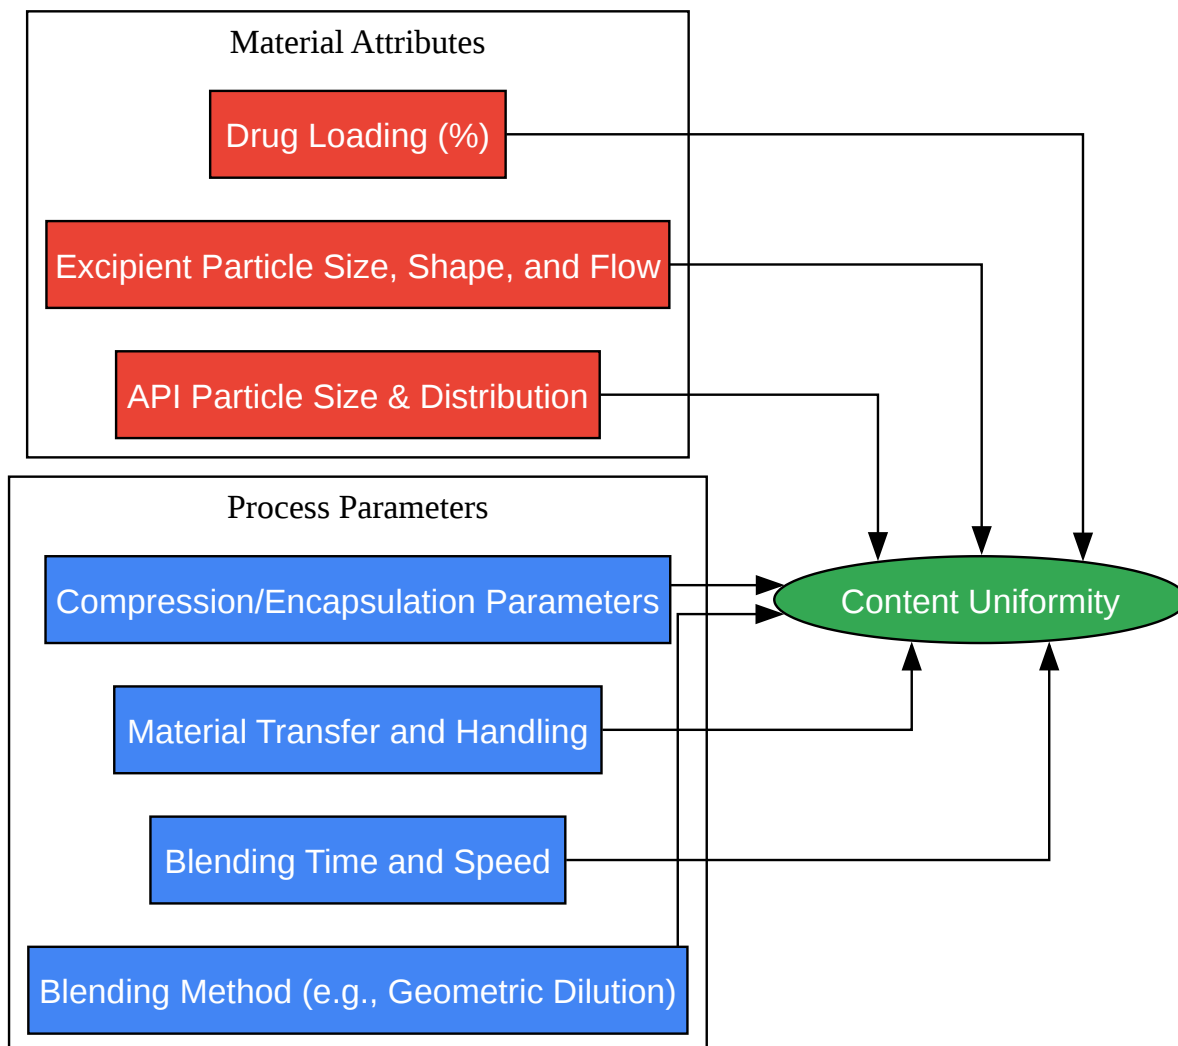 Material Attributes
Drug Loading (%)
Excipient Particle Size, Shape, and Flow
API Particle Size & Distribution
Process Parameters
Compression/Encapsulation Parameters
Content Uniformity
Material Transfer and Handling
Blending Time and Speed
Blending Method (e.g., Geometric Dilution)